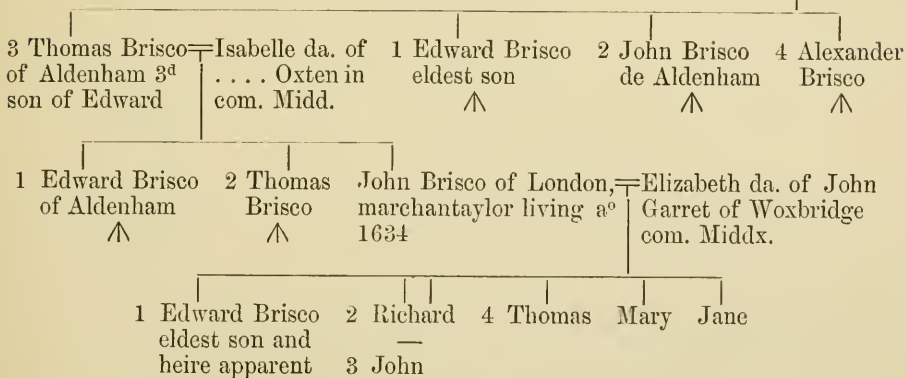 3 Thomas Brisco
of Aldenham 3d
son of Edward
Isabelle da. of
. . . . Oxten in
com. Midd.
1 Edward Brisco
eldest son
2 John Brisco
de Aldenham
4 Alexander
Brisco
1 Edward Brisco
of Aldenham
2 Thomas
Brisco
John Brisco of London,
marchantaylor living ao
1634
Elizabeth da. of John
Garret of Woxbridge
com. Middx.
1 Edward Brisco
eldest son and
heire apparent
2 Richard
—
3 John
4 Thomas
Mary
Jane